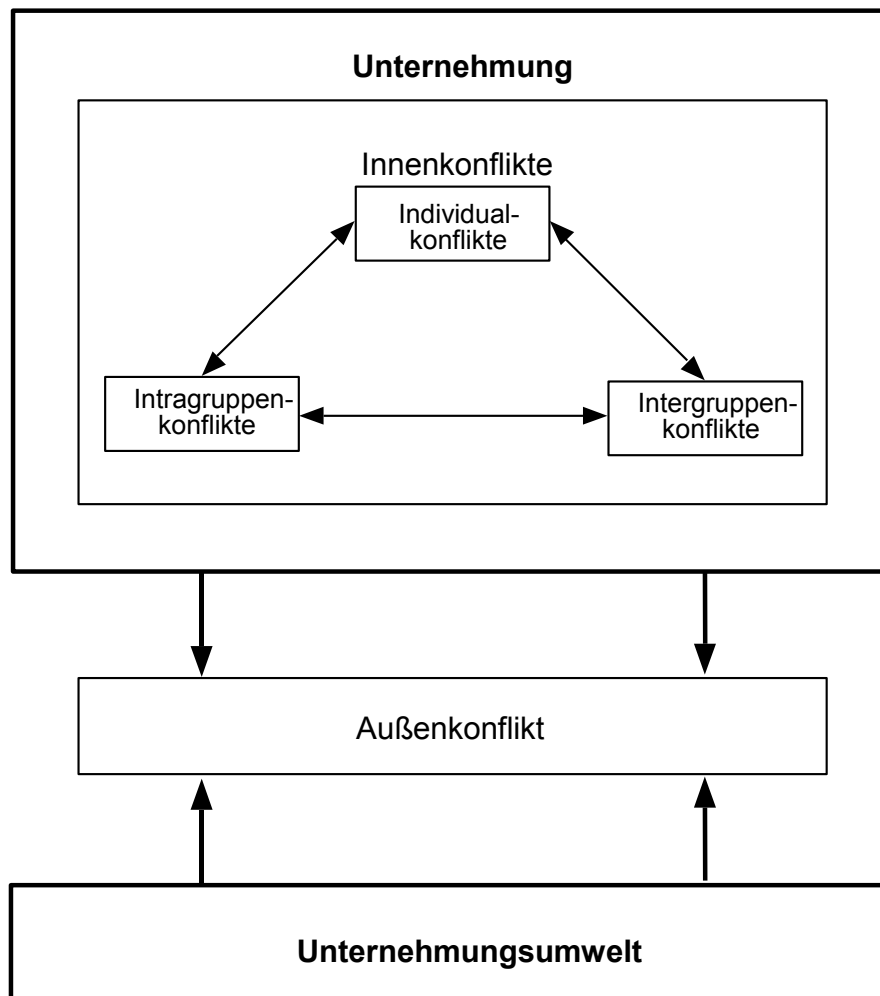 Unternehmung
Innenkonflikte
Individual-
konflikte
Intragruppen-
konflikte
Intergruppen-
konflikte
Außenkonflikt
Unternehmungsumwelt